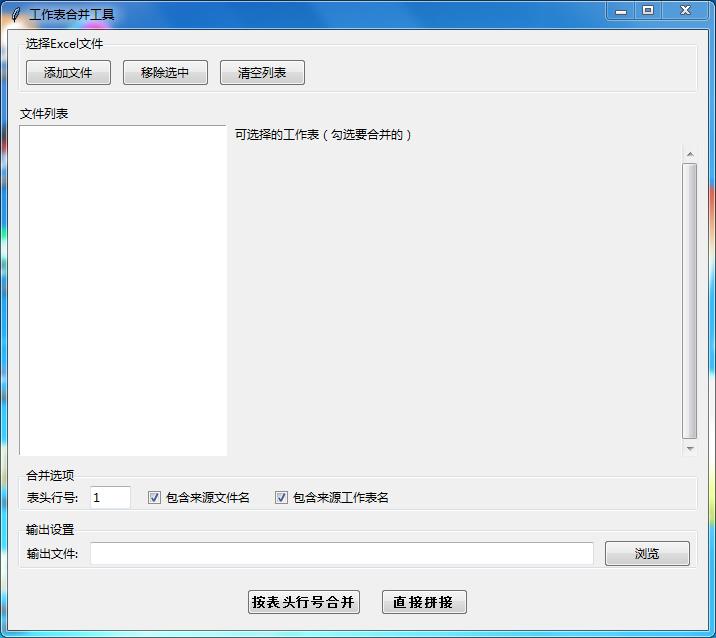 工作表合并工具
选择Excel文件
添加文件 移除选中 清空列表
文件列表
可选择的工作表（勾选要合并的）
合并选项
表头行号: 1 包含来源文件名 包含来源工作表名
输出设置
输出文件: 浏览
按表头行号合并 直接拼接